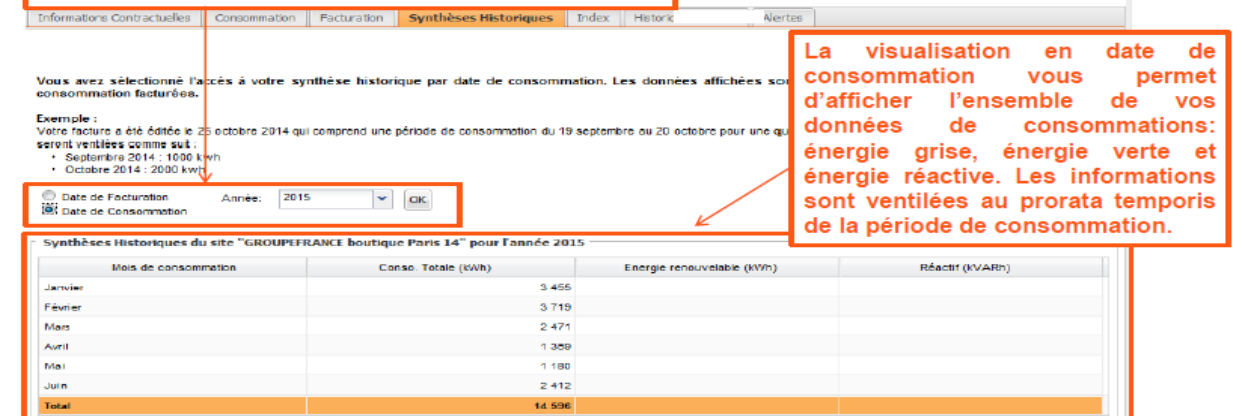 Informations Contractuelles Consommation Facturation Synthèses Historiques Index Historic Alertes
Vous avez sélectionné l'accès à votre synthèse historique par date de consommation. Les données affichées so
consommation facturées.
Exemple :
Votre facture a été éditée le 25 octobre 2014 qui comprend une période de consommation du 19 septembre au 20 octobre pour une qu
seront ventilées comme suit :
• Septembre 2014 : 1000 kwh
• Octobre 2014 : 2000 kwh
Date de Facturation Année: 2015 OK
Date de Consommation
La visualisation en date de
consommation vous permet
d'afficher l'ensemble de vos
données de consommations:
énergie grise, énergie verte et
énergie réactive. Les informations
sont ventilées au prorata temporis
de la période de consommation.
Synthèses Historiques du site "GROUPEFRANCE boutique Paris 14" pour l'année 2015
Mois de consommation Conso. Totale (kWh) Energie renouvelable (kWh) Réactif (kVARh)
Janvier 3 455
Février 3 719
Mars 2 471
Avril 1 359
Mai 1 180
Juin 2 412
Total 14 596